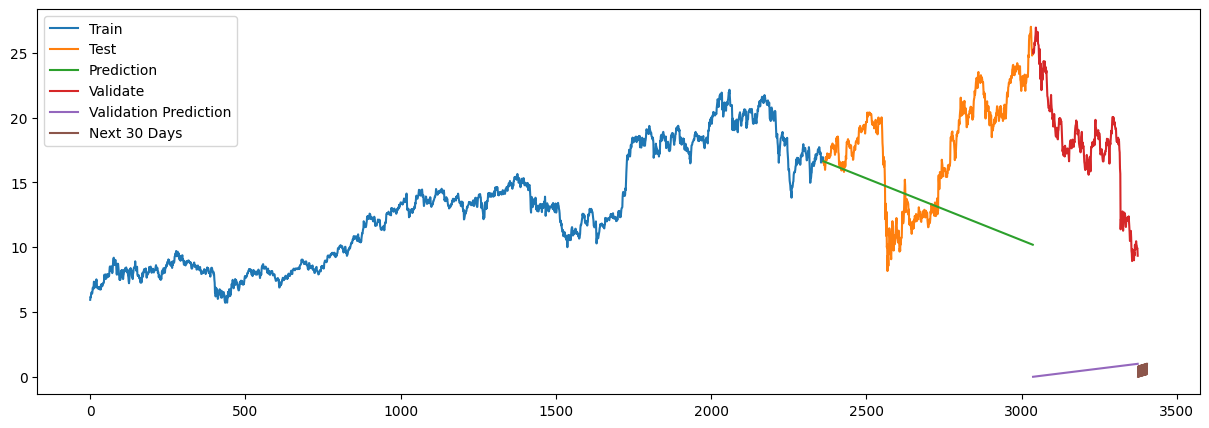 Train
Test
Prediction
Validate
Validation Prediction
Next 30 Days
25
20
15
10
5
0
0 500 1000 1500 2000 2500 3000 3500